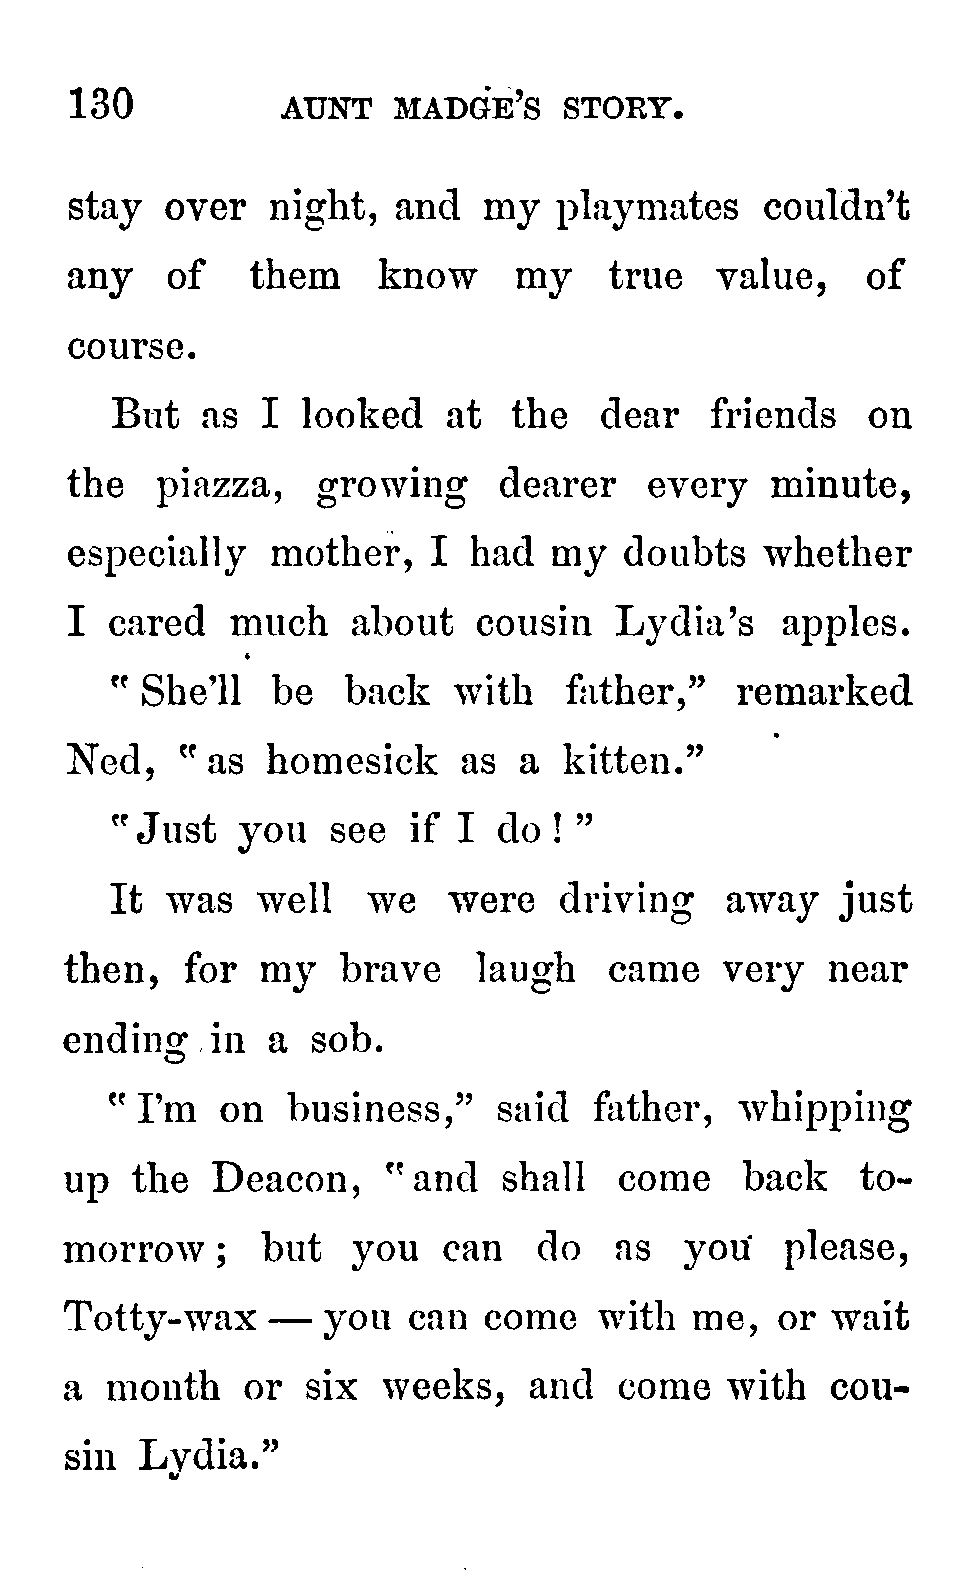 130 AUNT MADGE'S STORY.
stay over night, and my playmates couldn't
any of them know my true value, of
course.
But as I looked at the dear friends on
the piazza, growing dearer every minute,
especially mother, I had my doubts whether
I cared much about cousin Lydia's apples.
"She'll be back with father," remarked
Ned, "as homesick as a kitten."
"Just you see if I do!"
It was well we were driving away just
then, for my brave laugh came very near
ending in a sob.
"I'm on business," said father, whipping
up the Deacon, "and shall come back to-
morrow; but you can do as you please,
Totty-wax — you can come with me, or wait
a month or six weeks, and come with cou-
sin Lydia."